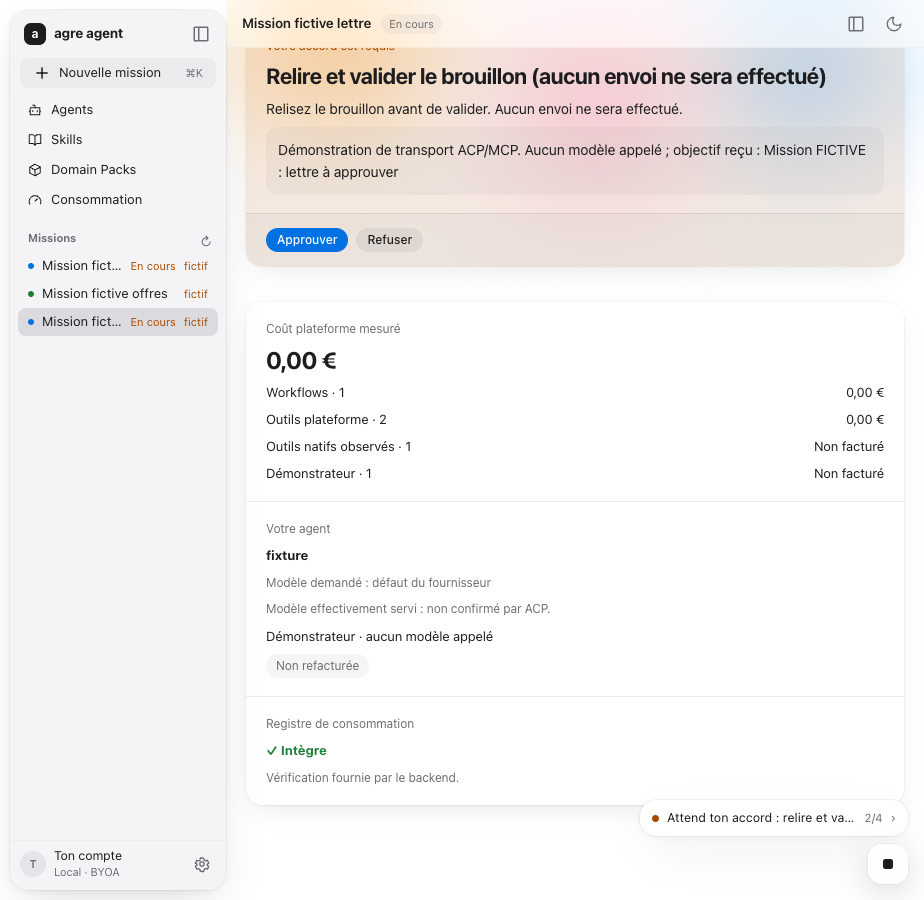 a agre agent
Nouvelle mission ⌘K
Agents
Skills
Domain Packs
Consommation
Missions
Mission fict... En cours fictif
Mission fictive offres fictif
Mission fict... En cours fictif
T Ton compte
Local · BYOA
Mission fictive lettre En cours
Votre accord est requis
Relire et valider le brouillon (aucun envoi ne sera effectué)
Relisez le brouillon avant de valider. Aucun envoi ne sera effectué.
Démonstration de transport ACP/MCP. Aucun modèle appelé ; objectif reçu : Mission FICTIVE
: lettre à approuver
Approuver Refuser
Coût plateforme mesuré
0,00 €
Workflows · 1 0,00 €
Outils plateforme · 2 0,00 €
Outils natifs observés · 1 Non facturé
Démonstrateur · 1 Non facturé
Votre agent
fixture
Modèle demandé : défaut du fournisseur
Modèle effectivement servi : non confirmé par ACP.
Démonstrateur · aucun modèle appelé
Non refacturée
Registre de consommation
✓ Intègre
Vérification fournie par le backend.
Attend ton accord : relire et va... 2/4 ›